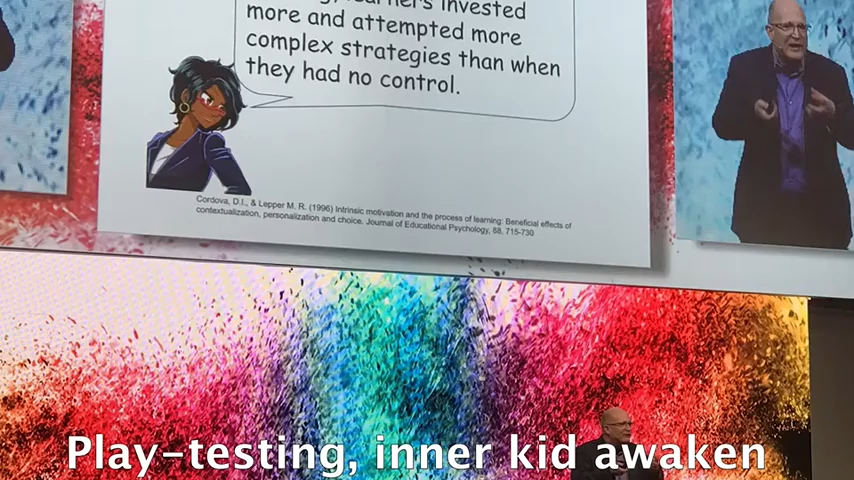 learners invested
more and attempted more
complex strategies than when
they had no control.
Cordova, D.I., & Lepper M. R. (1996) Intrinsic motivation and the process of learning: Beneficial effects of
contextualization, personalization and choice. Journal of Educational Psychology, 88. 715-730
Play-testing, inner kid awaken